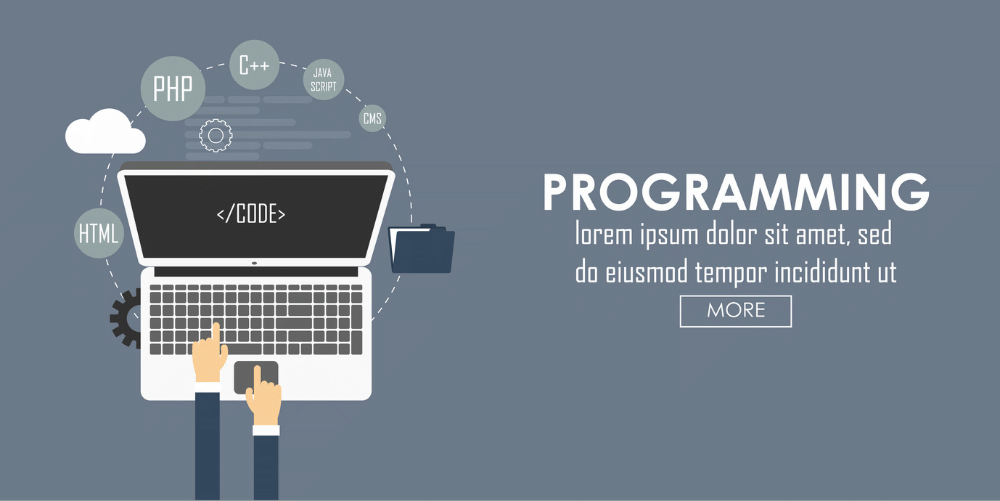 PHP
C++
JAVA
SCRIPT
CMS
HTML
</CODE>
PROGRAMMING
lorem ipsum dolor sit amet, sed
do eiusmod tempor incididunt ut
MORE